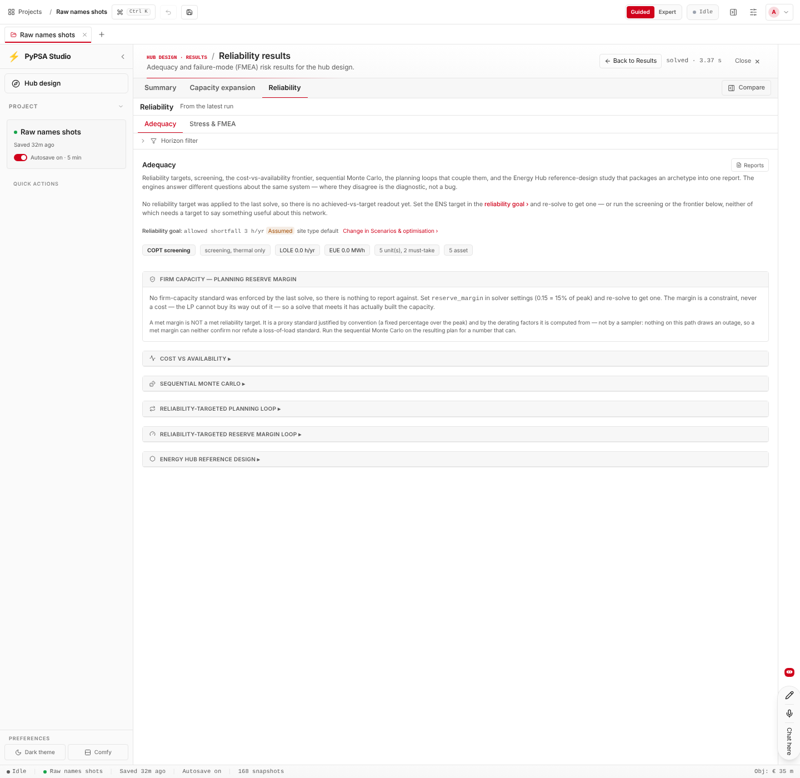 Projects / Raw names shots ⌘ Ctrl K Guided Expert Idle A
Raw names shots × +
PyPSA Studio
Hub design
PROJECT
Raw names shots
Saved 32m ago
Autosave on · 5 min
QUICK ACTIONS
HUB DESIGN · RESULTS / Reliability results
Adequacy and failure-mode (FMEA) risk results for the hub design.
← Back to Results solved · 3.37 s Close ×
Summary Capacity expansion Reliability Compare
Reliability From the latest run
Adequacy Stress & FMEA
› Horizon filter
Adequacy Reports
Reliability targets, screening, the cost-vs-availability frontier, sequential Monte Carlo, the planning loops that couple them, and the Energy Hub reference-design study that packages an archetype into one report. The
engines answer different questions about the same system — where they disagree is the diagnostic, not a bug.
No reliability target was applied to the last solve, so there is no achieved-vs-target readout yet. Set the ENS target in the reliability goal › and re-solve to get one — or run the screening or the frontier below, neither of
which needs a target to say something useful about this network.
Reliability goal: allowed shortfall 3 h/yr Assumed site type default Change in Scenarios & optimisation ›
COPT screening screening, thermal only LOLE 0.0 h/yr EUE 0.0 MWh 5 unit(s), 2 must-take 5 asset
FIRM CAPACITY — PLANNING RESERVE MARGIN
No firm-capacity standard was enforced by the last solve, so there is nothing to report against. Set reserve_margin in solver settings (0.15 = 15% of peak) and re-solve to get one. The margin is a constraint, never
a cost — the LP cannot buy its way out of it — so a solve that meets it has actually built the capacity.
A met margin is NOT a met reliability target. It is a proxy standard justified by convention (a fixed percentage over the peak) and by the derating factors it is computed from — not by a sampler: nothing on this path draws an outage, so a
met margin can neither confirm nor refute a loss-of-load standard. Run the sequential Monte Carlo on the resulting plan for a number that can.
COST VS AVAILABILITY ▸
SEQUENTIAL MONTE CARLO ▸
RELIABILITY-TARGETED PLANNING LOOP ▸
RELIABILITY-TARGETED RESERVE MARGIN LOOP ▸
ENERGY HUB REFERENCE DESIGN ▸
Chat here
PREFERENCES
Dark theme Comfy
Idle Raw names shots Saved 32m ago Autosave on 168 snapshots Obj: € 35 m